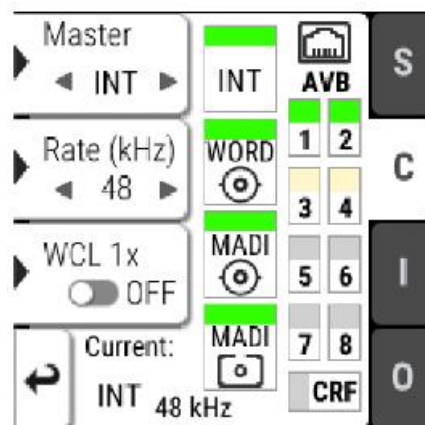 Master
INT
Rate (kHz)
48
WCL 1x
OFF
Current:
INT 48 kHz
INT
WORD
MADI
MADI
AVB
1 2
3 4
5 6
7 8
CRF
S
C
I
O